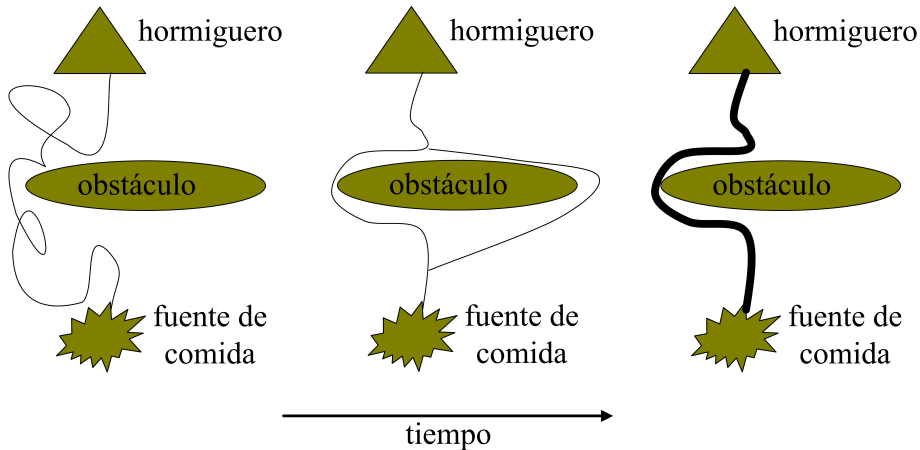 hormiguero
obstáculo
fuente de
comida
hormiguero
obstáculo
fuente de
comida
hormiguero
obstáculo
fuente de
comida
tiempo